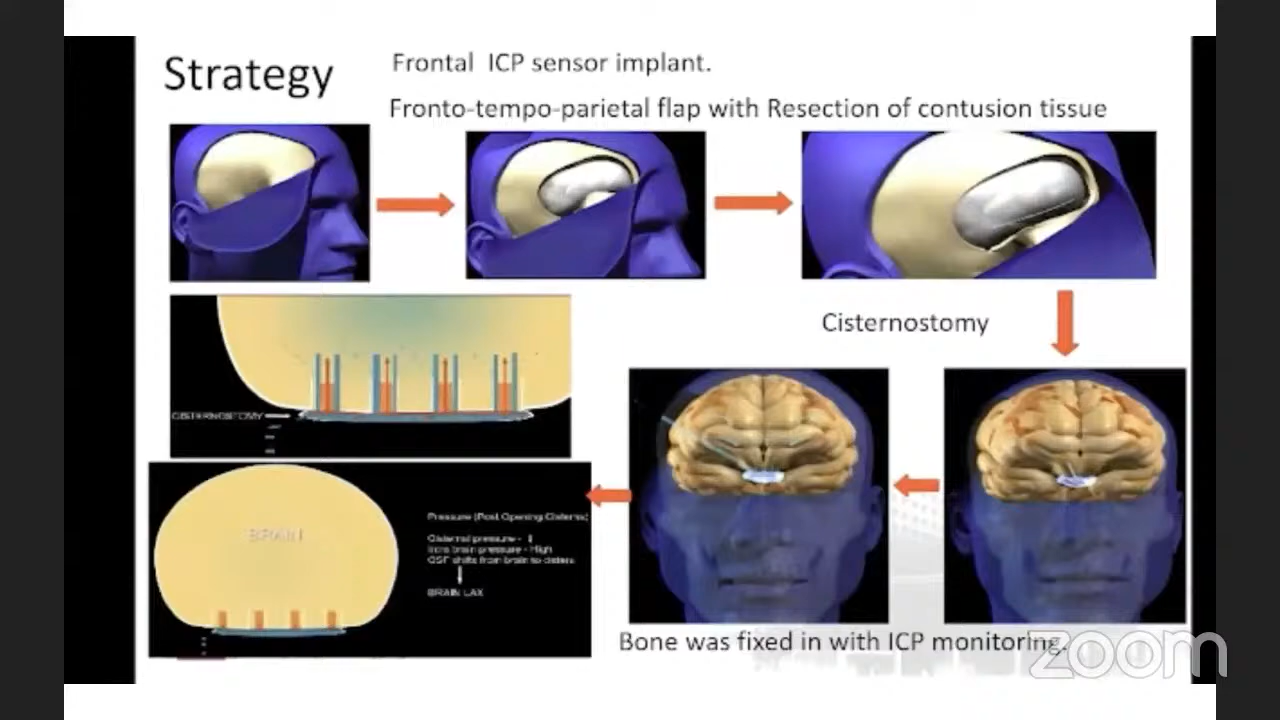 Strategy
Frontal ICP sensor implant.
Fronto-tempo-parietal flap with Resection of contusion tissue
Cisternostomy
CISTERNOSTOMY
BRAIN
Pressure (Post Opening Cisterns)
Cisternal pressure -
Intra brain pressure - High
CSF shifts from brain to cistern
BRAIN LAX
Bone was fixed in with ICP monitoring.
zoom